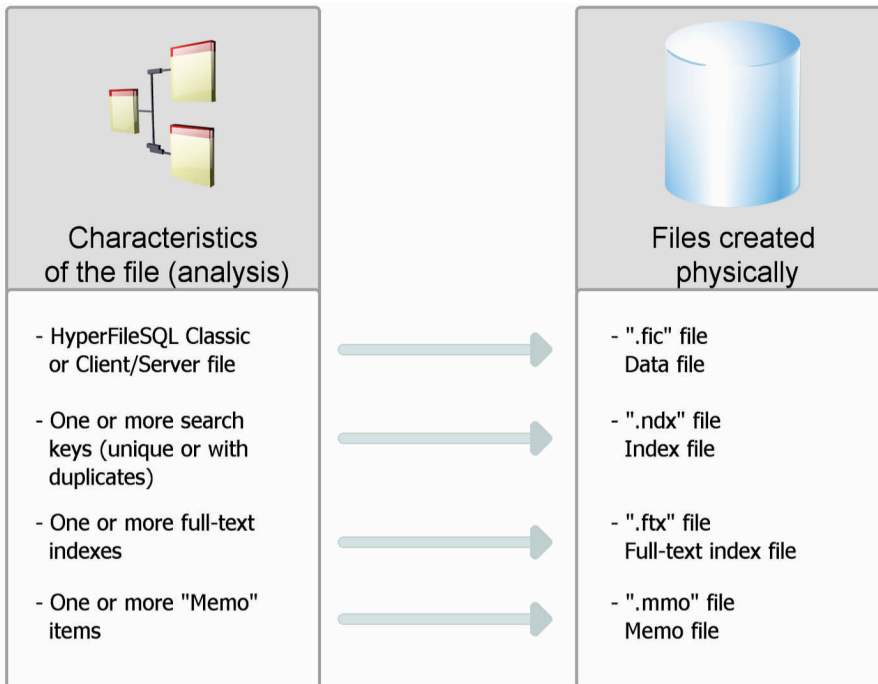 Characteristics
of the file (analysis)
- HyperFileSQL Classic
or Client/Server file
- One or more search
keys (unique or with
duplicates)
- One or more full-text
indexes
- One or more "Memo"
items
Files created
physically
- ".fic" file
Data file
- ".ndx" file
Index file
- ".ftx" file
Full-text index file
- ".mmo" file
Memo file